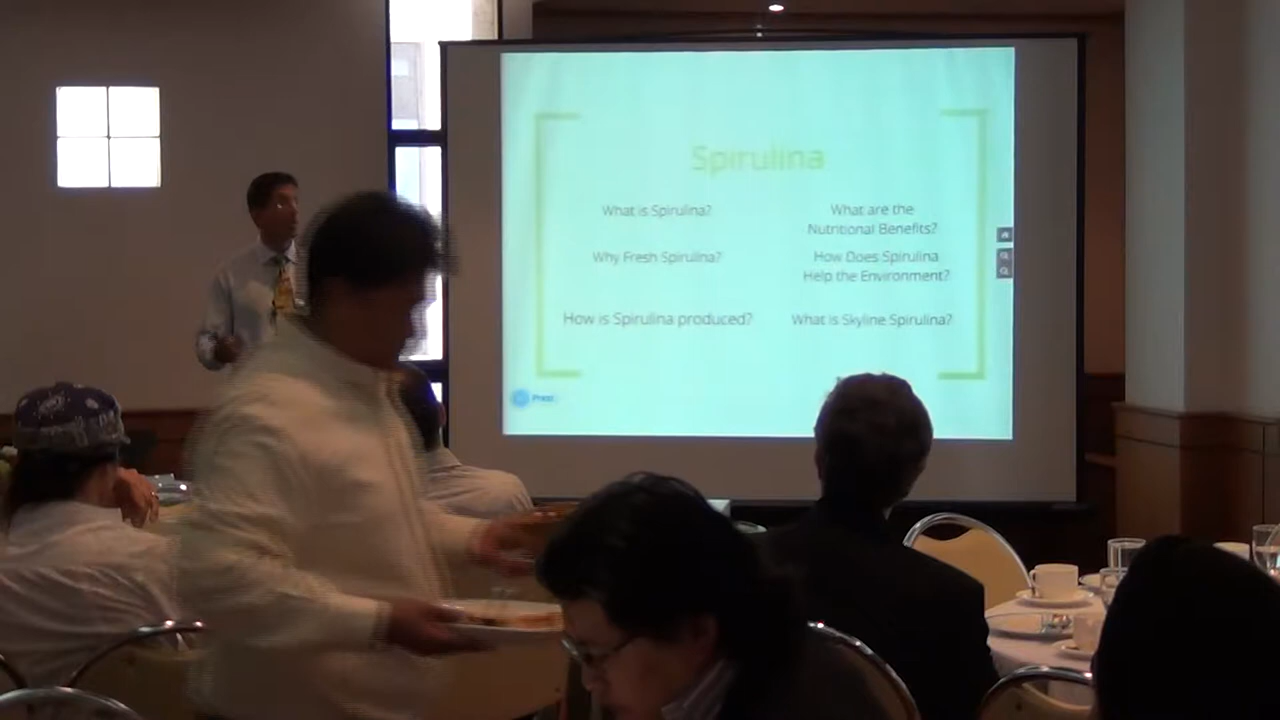 Spirulina
What is Spirulina?
What are the
Nutritional Benefits?
Why Fresh Spirulina?
How Does Spirulina
Help the Environment?
How is Spirulina produced?
What is Skyline Spirulina?
Prezi